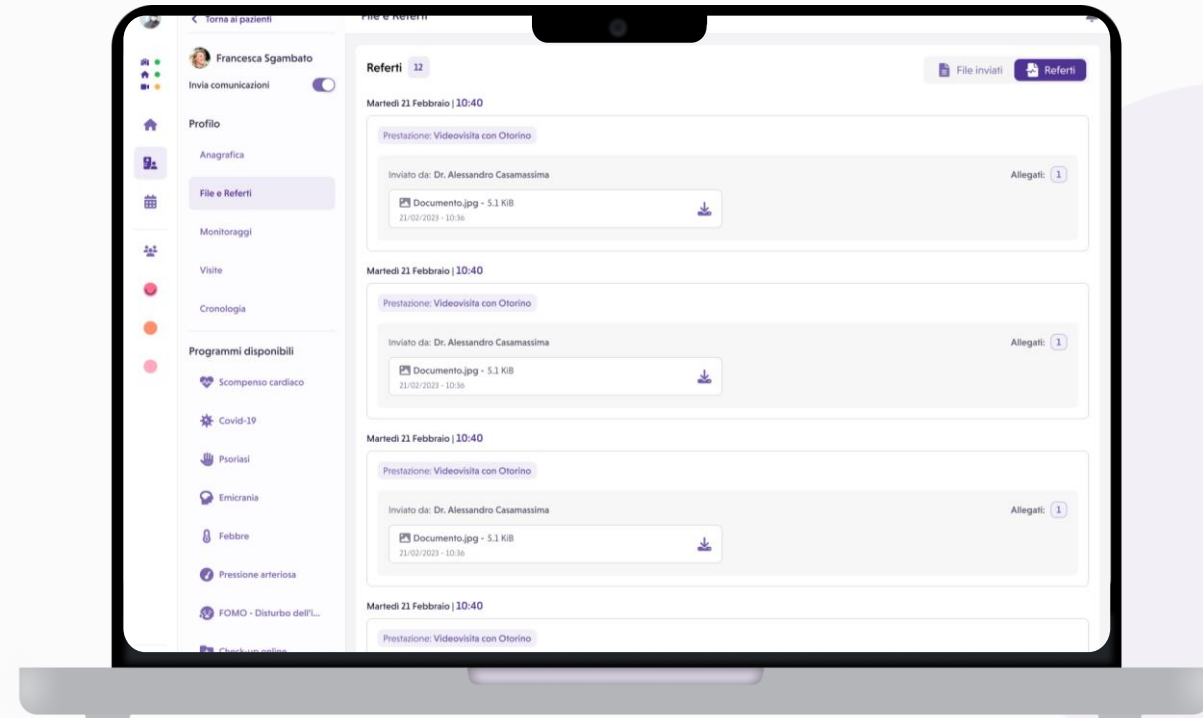 Torna ai pazienti
File e Referti
Francesca Sgambato
Invia comunicazioni
Profilo
Anagrafica
File e Referti
Monitoraggi
Visite
Cronologia
Programmi disponibili
Scompenso cardiaco
Covid-19
Psoriasi
Emicrania
Febbre
Pressione arteriosa
FOMO - Disturbo dell'i...
Check-up online
Referti 12
File inviati
Referti
Martedì 21 Febbraio | 10:40
Prestazione: Videovisita con Otorino
Inviato da: Dr. Alessandro Casamassima
Allegati: 1
Documento.jpg - 5.1 KiB
21/02/2023 - 10:36
Martedì 21 Febbraio | 10:40
Prestazione: Videovisita con Otorino
Inviato da: Dr. Alessandro Casamassima
Allegati: 1
Documento.jpg - 5.1 KiB
21/02/2023 - 10:36
Martedì 21 Febbraio | 10:40
Prestazione: Videovisita con Otorino
Inviato da: Dr. Alessandro Casamassima
Allegati: 1
Documento.jpg - 5.1 KiB
21/02/2023 - 10:36
Martedì 21 Febbraio | 10:40
Prestazione: Videovisita con Otorino